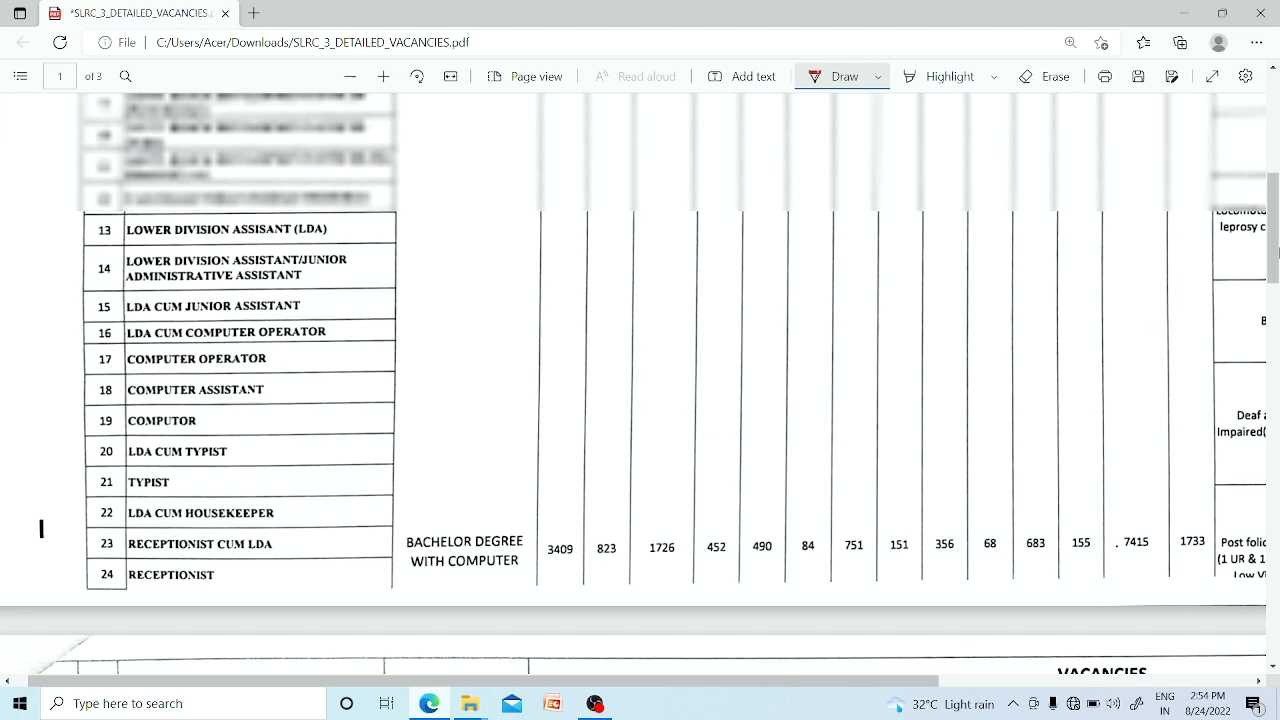 *SLRC_3_DETAILED_VACANCIES.p
File C:/Users/Acer/Downloads/SLRC_3_DETAILED_VACANCIES.pdf
1 of 2 Page view Read aloud Add text Draw Highlight Erase
13 LOWER DIVISION ASSISANT (LDA)
leprosy c
14 LOWER DIVISION ASSISTANT/JUNIOR
ADMINISTRATIVE ASSISTANT
15 LDA CUM JUNIOR ASSISTANT
16 LDA CUM COMPUTER OPERATOR
17 COMPUTER OPERATOR
18 COMPUTER ASSISTANT
19 COMPUTOR
Deaf
Impaired(
20 LDA CUM TYPIST
21 TYPIST
22 LDA CUM HOUSEKEEPER
23 RECEPTIONIST CUM LDA
24 RECEPTIONIST
BACHELOR DEGREE
WITH COMPUTER
3409 823 1726 452 490 84 751 151 356 68 683 155 . 7415 1733
Post folic
(1 UR & 1
VACANCIES
Type here to search
32°C Light rain
ENG
IN
2:54 PM
8/24/2022